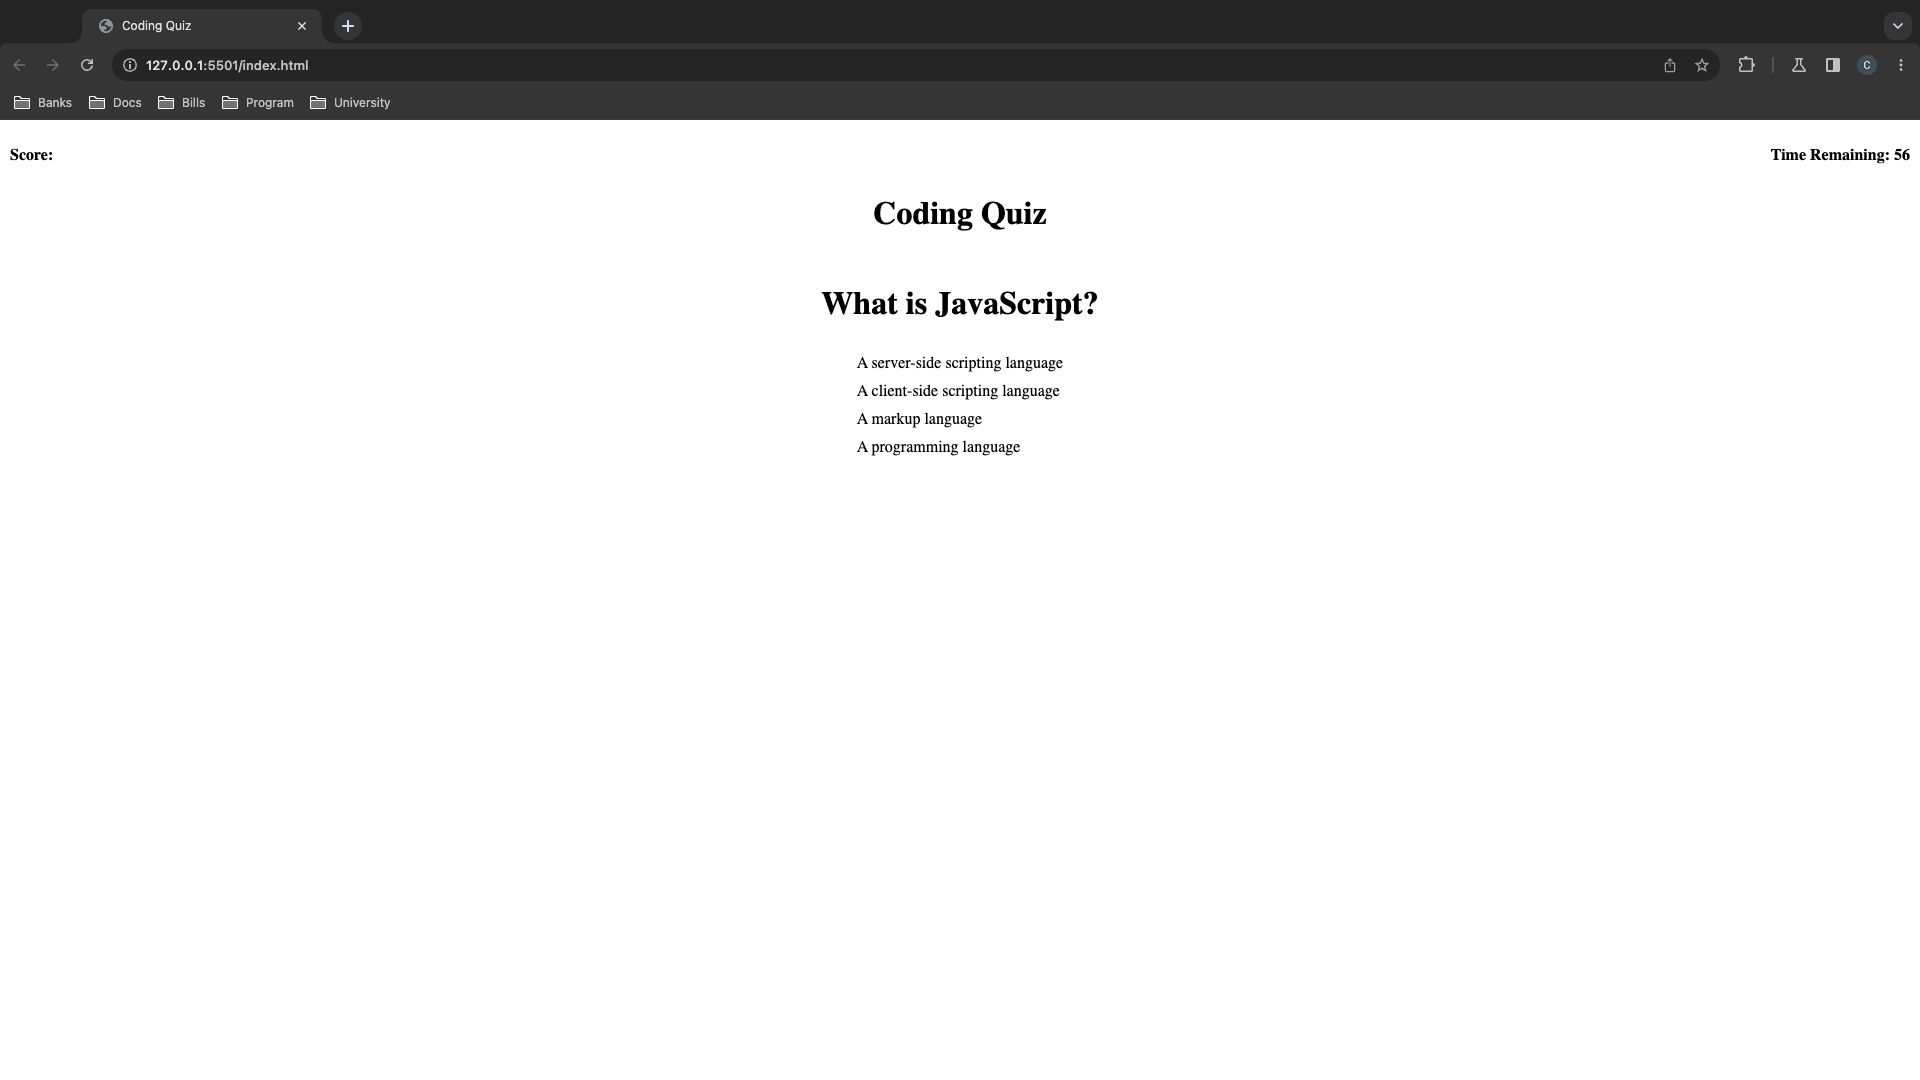 Coding Quiz
127.0.0.1:5501/index.html
C
Banks Docs Bills Program University
Score: Time Remaining: 56
Coding Quiz
What is JavaScript?
A server-side scripting language
A client-side scripting language
A markup language
A programming language